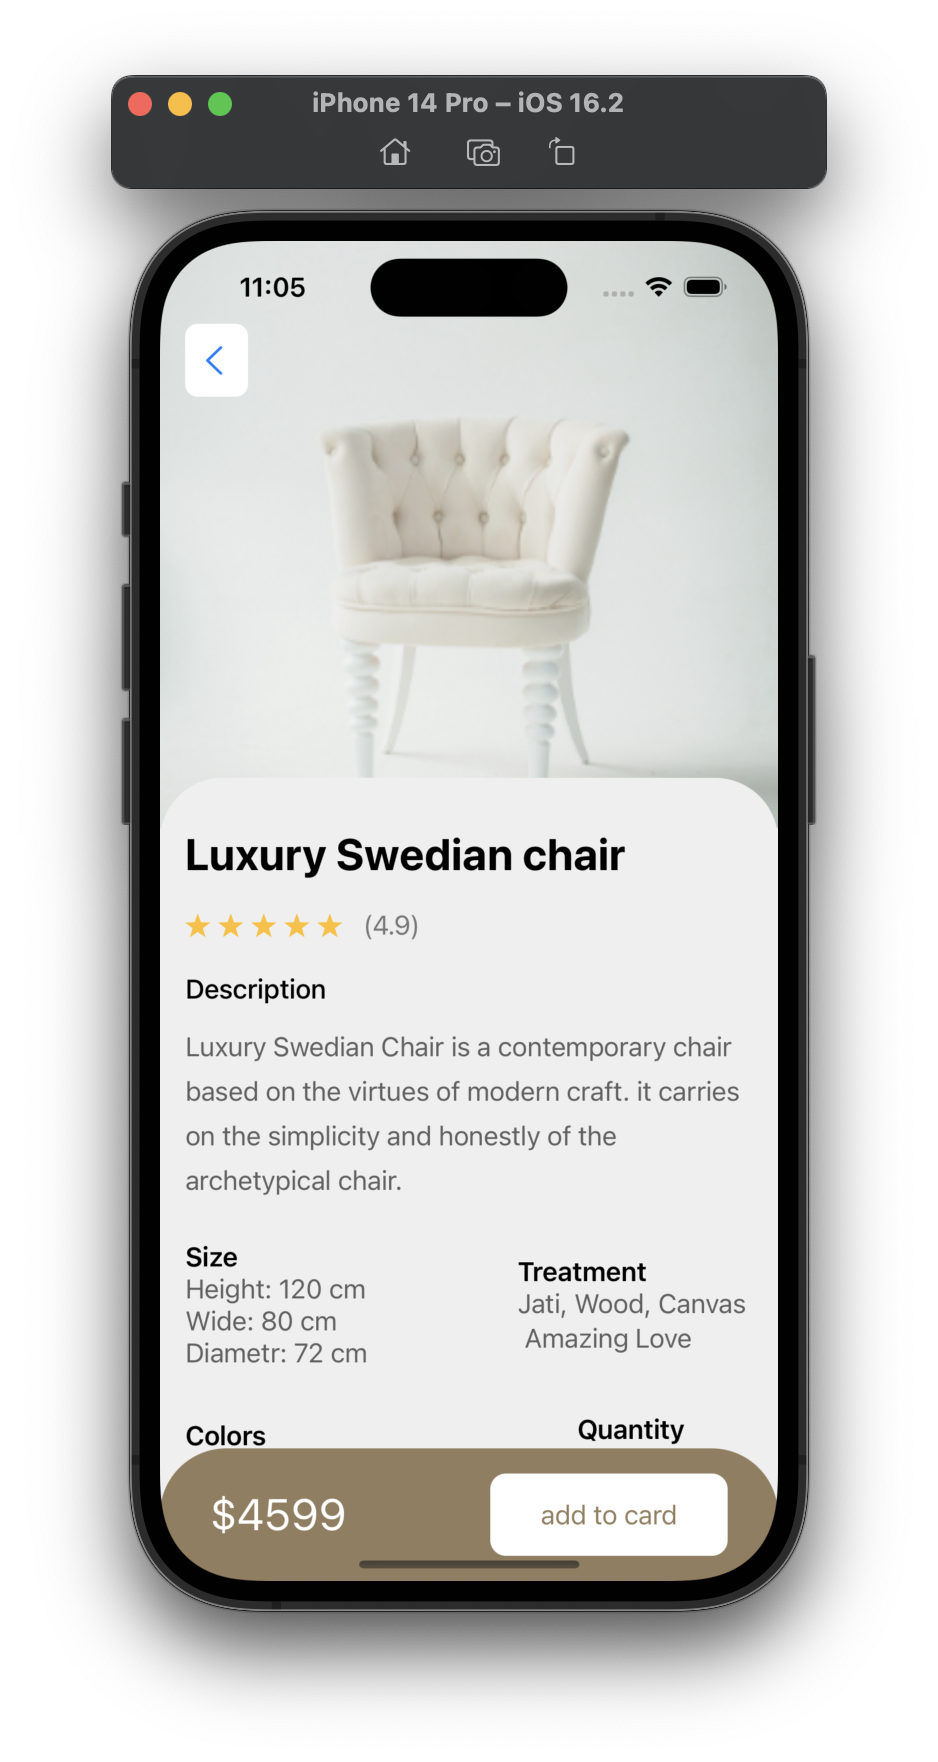 iPhone 14 Pro – iOS 16.2
11:05
Luxury Swedian chair
(4.9)
Description
Luxury Swedian Chair is a contemporary chair
based on the virtues of modern craft. it carries
on the simplicity and honestly of the
archetypical chair.
Size
Height: 120 cm
Wide: 80 cm
Diametr: 72 cm
Treatment
Jati, Wood, Canvas
Amazing Love
Colors
Quantity
$4599
add to card